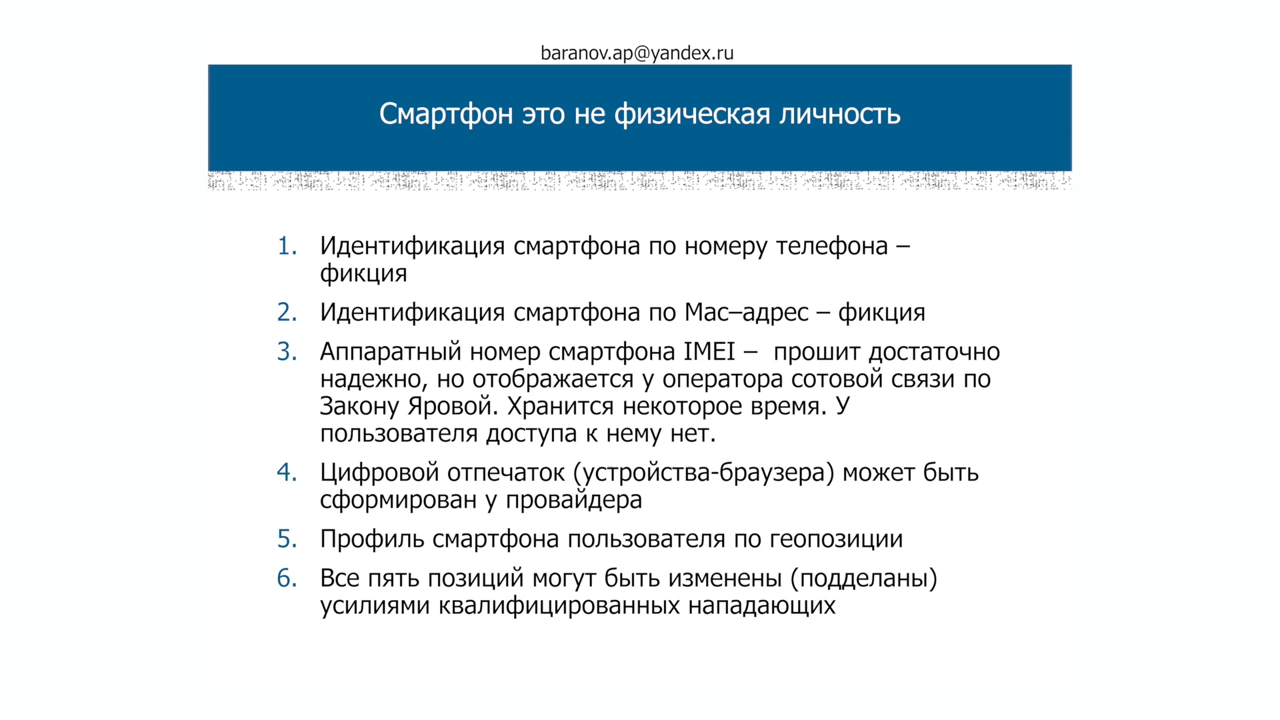 baranov.ap@yandex.ru
Смартфон это не физическая личность
1. Идентификация смартфона по номеру телефона –
фикция
2. Идентификация смартфона по Мас–адрес – фикция
3. Аппаратный номер смартфона IMEI – прошит достаточно
надежно, но отображается у оператора сотовой связи по
Закону Яровой. Хранится некоторое время. У
пользователя доступа к нему нет.
4. Цифровой отпечаток (устройства-браузера) может быть
сформирован у провайдера
5. Профиль смартфона пользователя по геопозиции
6. Все пять позиций могут быть изменены (подделаны)
усилиями квалифицированных нападающих